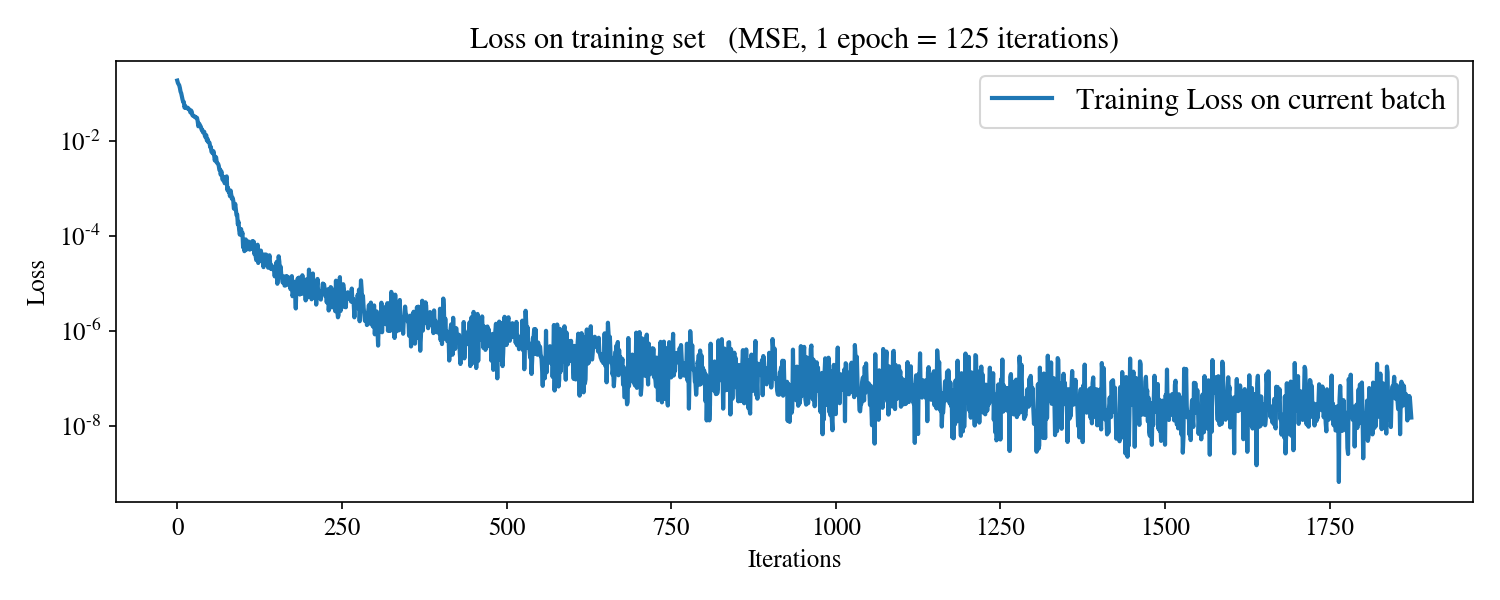 Loss on training set (MSE, 1 epoch = 125 iterations)
Training Loss on current batch
Loss
10-2
10-4
10-6
10-8
0 250 500 750 1000 1250 1500 1750
Iterations